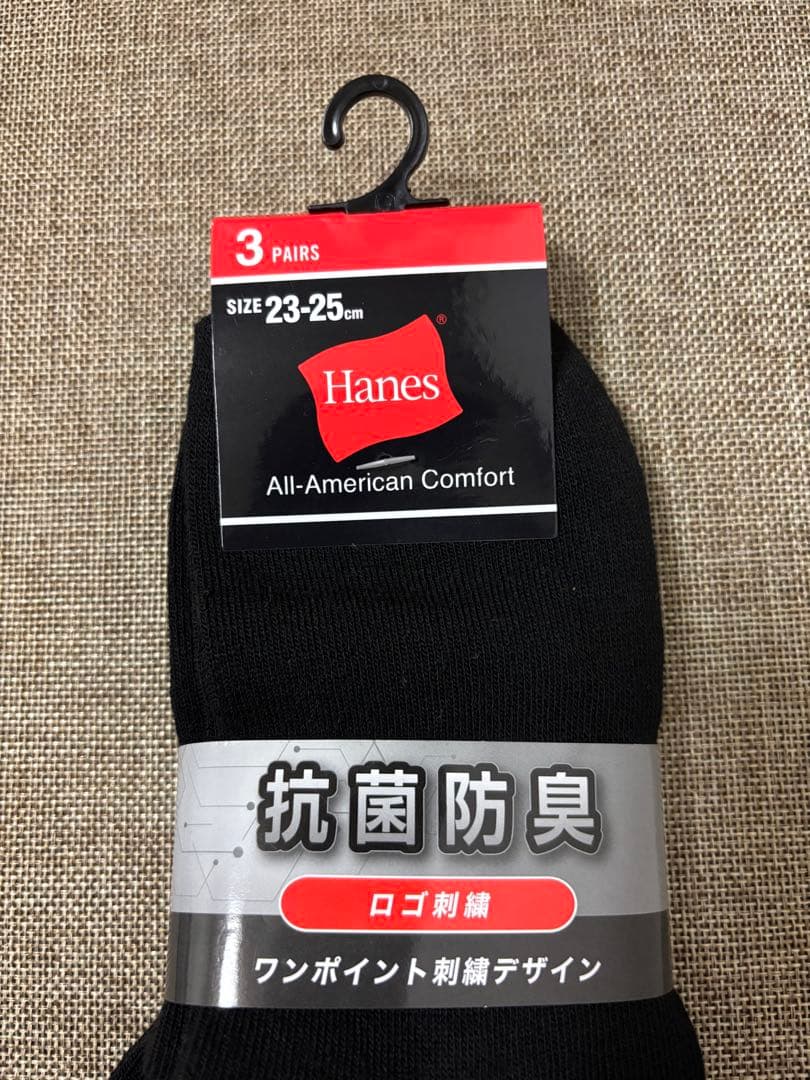 3 PAIRS
SIZE 23-25cm
Hanes®
All-American Comfort
抗菌防臭
ロゴ刺繍
ワンポイント刺繍デザイン